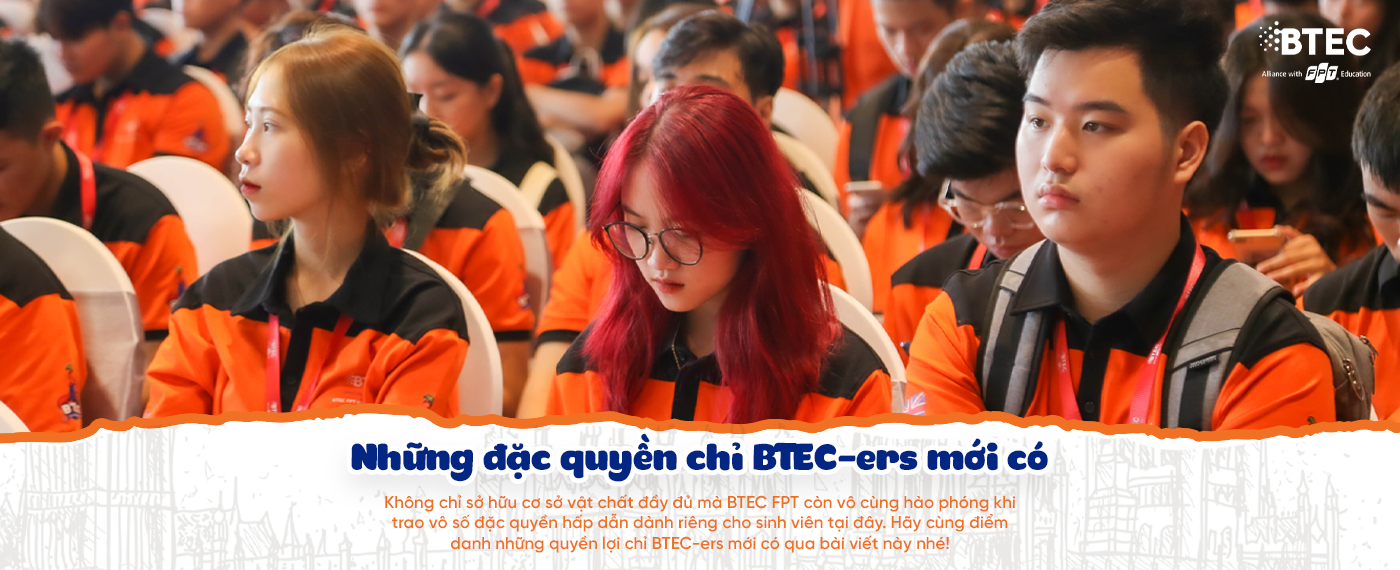 BTEC
Alliance with FPT Education
Những đặc quyền chỉ BTEC-ers mới có
Không chỉ sở hữu cơ sở vật chất đầy đủ mà BTEC FPT còn vô cùng hào phóng khi
trao vô số đặc quyền hấp dẫn dành riêng cho sinh viên tại đây. Hãy cùng điểm
danh những quyền lợi chỉ BTEC-ers mới có qua bài viết này nhé!